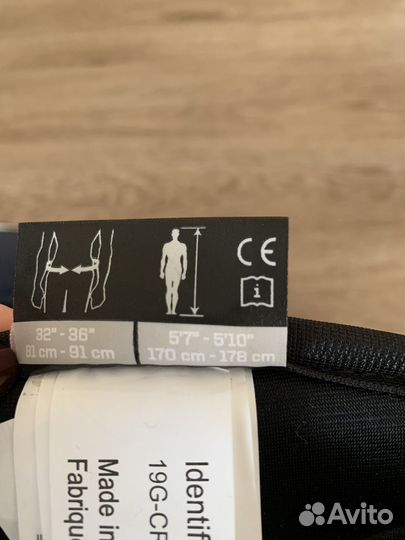 CE
i
32" - 36"
81 cm - 91 cm
5'7" - 5'10"
170 cm - 178 cm
Identif
19G-CF
Made in
Fabriqu
Avito